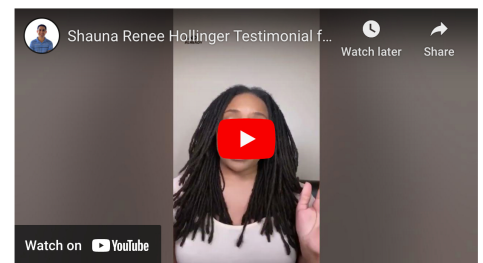 Shauna Renee Hollinger Testimonial f...
Watch later
Share
Watch on YouTube